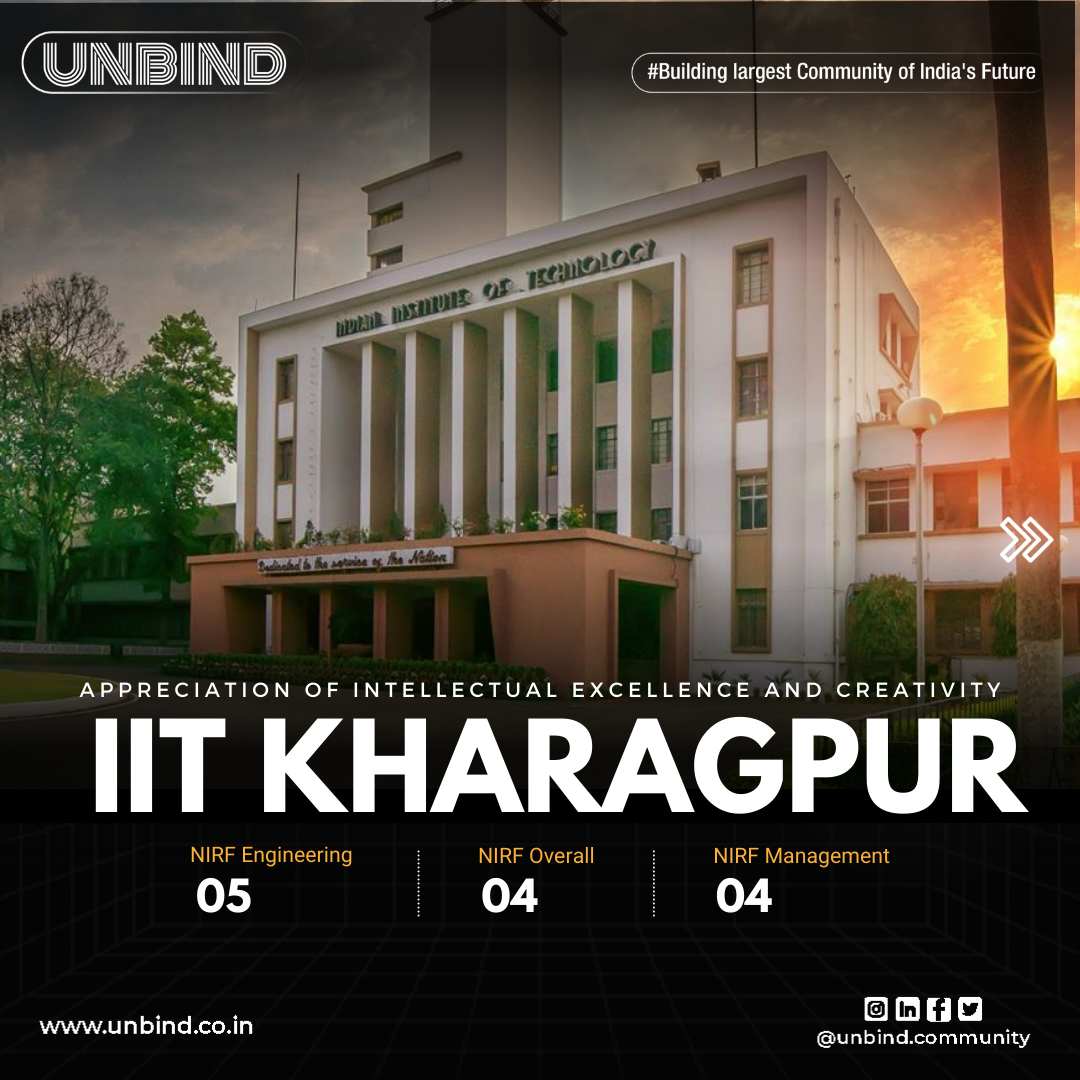 UNBIND
#Building largest Community of India's Future
INDIAN INSTITUTE OF TECHNOLOGY
Dedicated to the service of the Nation
APPRECIATION OF INTELLECTUAL EXCELLENCE AND CREATIVITY
IIT KHARAGPUR
NIRF Engineering
05
NIRF Overall
04
NIRF Management
04
www.unbind.co.in
@unbind.community